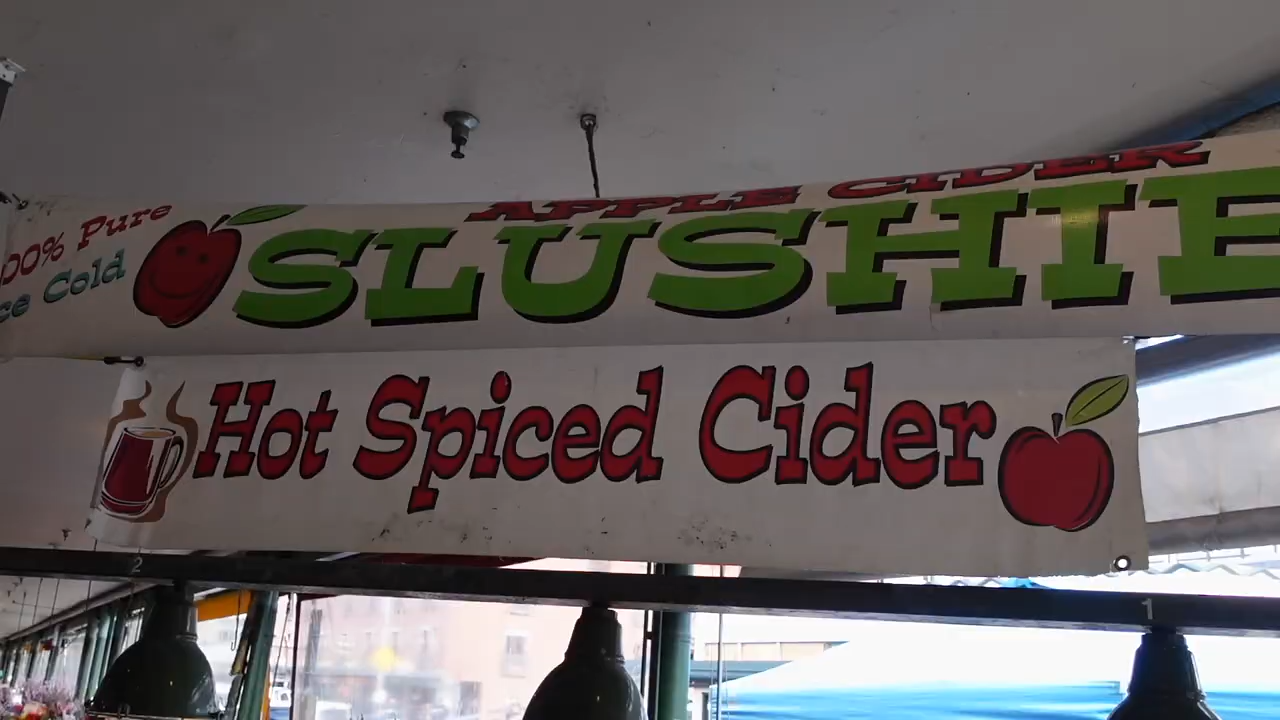 00% Pure
ce Cold
APPLE CIDER
SLUSHIE
Hot Spiced Cider
2
1